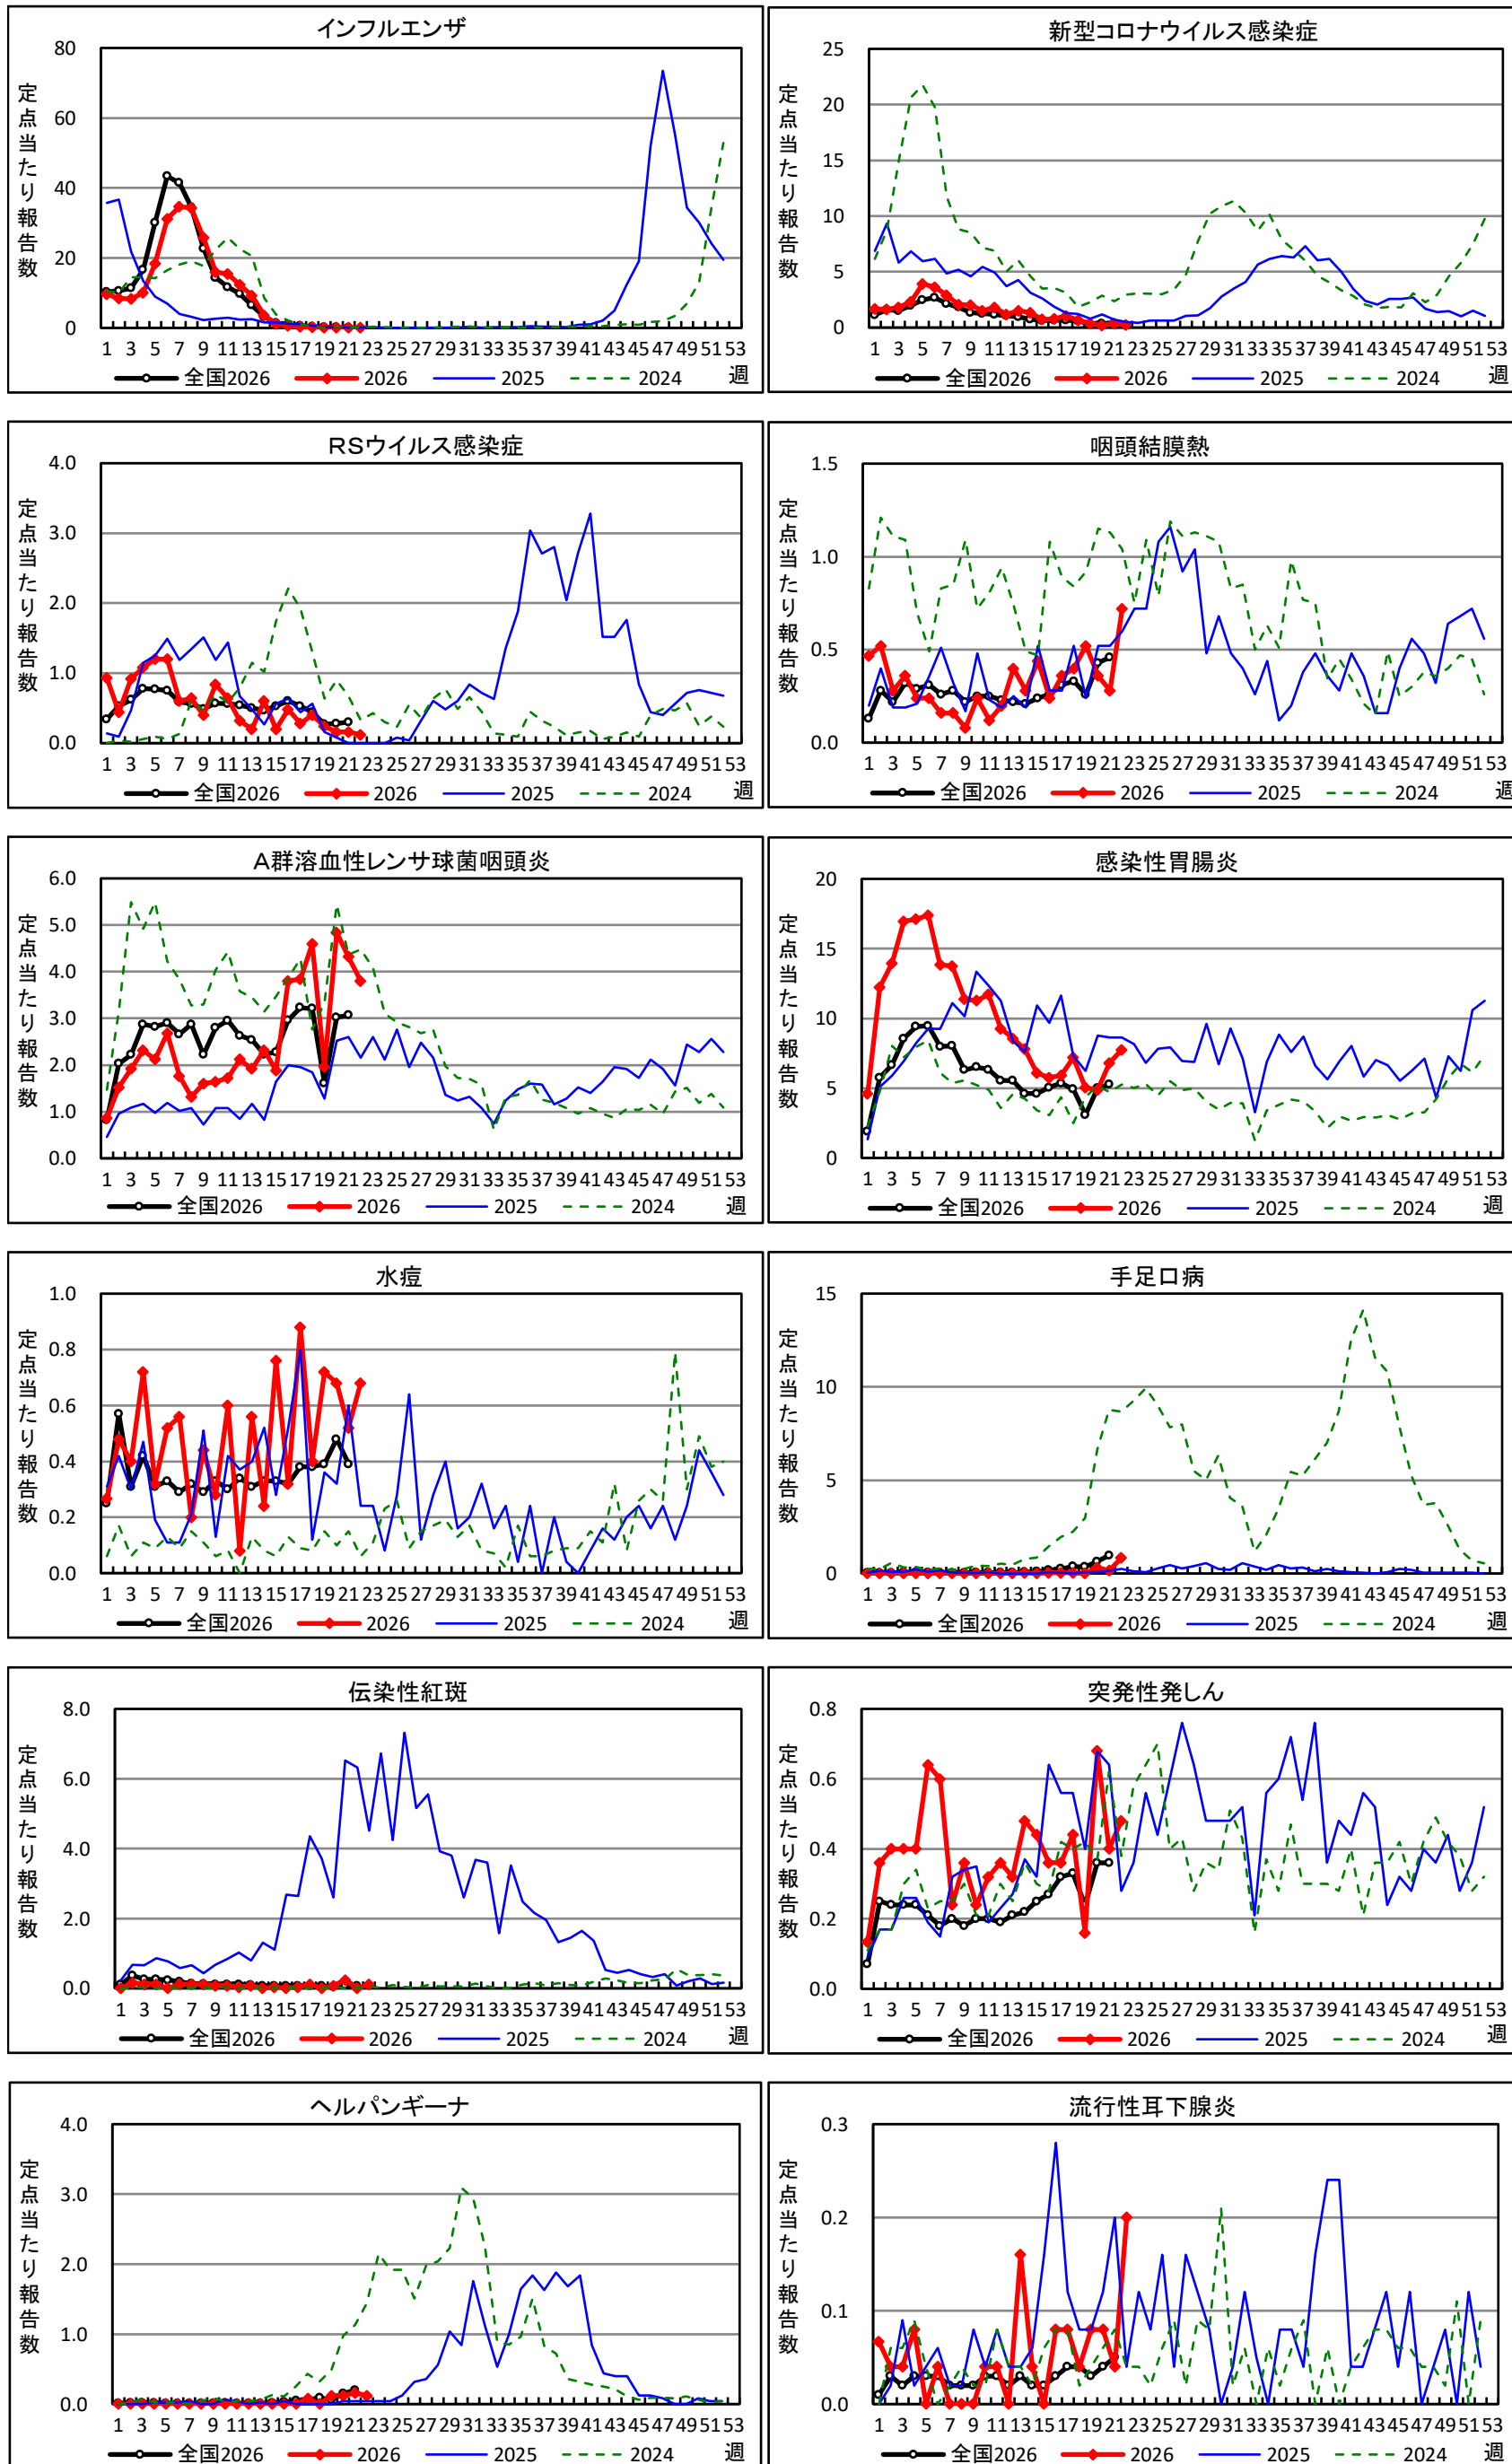 インフルエンザ
定点当たり報告数
80
60
40
20
0
1 3 5 7 9 11 13 15 17 19 21 23 25 27 29 31 33 35 37 39 41 43 45 47 49 51 53
全国2026 2026 2025 2024 週
新型コロナウイルス感染症
定点当たり報告数
25
20
15
10
5
0
1 3 5 7 9 11 13 15 17 19 21 23 25 27 29 31 33 35 37 39 41 43 45 47 49 51 53
全国2026 2026 2025 2024 週
RSウイルス感染症
定点当たり報告数
4.0
3.0
2.0
1.0
0.0
1 3 5 7 9 11 13 15 17 19 21 23 25 27 29 31 33 35 37 39 41 43 45 47 49 51 53
全国2026 2026 2025 2024 週
咽頭結膜熱
定点当たり報告数
1.5
1.0
0.5
0.0
1 3 5 7 9 11 13 15 17 19 21 23 25 27 29 31 33 35 37 39 41 43 45 47 49 51 53
全国2026 2026 2025 2024 週
A群溶血性レンサ球菌咽頭炎
定点当たり報告数
6.0
5.0
4.0
3.0
2.0
1.0
0.0
1 3 5 7 9 11 13 15 17 19 21 23 25 27 29 31 33 35 37 39 41 43 45 47 49 51 53
全国2026 2026 2025 2024 週
感染性胃腸炎
定点当たり報告数
20
15
10
5
0
1 3 5 7 9 11 13 15 17 19 21 23 25 27 29 31 33 35 37 39 41 43 45 47 49 51 53
全国2026 2026 2025 2024 週
水痘
定点当たり報告数
1.0
0.8
0.6
0.4
0.2
0.0
1 3 5 7 9 11 13 15 17 19 21 23 25 27 29 31 33 35 37 39 41 43 45 47 49 51 53
全国2026 2026 2025 2024 週
手足口病
定点当たり報告数
15
10
5
0
1 3 5 7 9 11 13 15 17 19 21 23 25 27 29 31 33 35 37 39 41 43 45 47 49 51 53
全国2026 2026 2025 2024 週
伝染性紅斑
定点当たり報告数
8.0
6.0
4.0
2.0
0.0
1 3 5 7 9 11 13 15 17 19 21 23 25 27 29 31 33 35 37 39 41 43 45 47 49 51 53
全国2026 2026 2025 2024 週
突発性発しん
定点当たり報告数
0.8
0.6
0.4
0.2
0.0
1 3 5 7 9 11 13 15 17 19 21 23 25 27 29 31 33 35 37 39 41 43 45 47 49 51 53
全国2026 2026 2025 2024 週
ヘルパンギーナ
定点当たり報告数
4.0
3.0
2.0
1.0
0.0
1 3 5 7 9 11 13 15 17 19 21 23 25 27 29 31 33 35 37 39 41 43 45 47 49 51 53
全国2026 2026 2025 2024 週
流行性耳下腺炎
定点当たり報告数
0.3
0.2
0.1
0.0
1 3 5 7 9 11 13 15 17 19 21 23 25 27 29 31 33 35 37 39 41 43 45 47 49 51 53
全国2026 2026 2025 2024 週